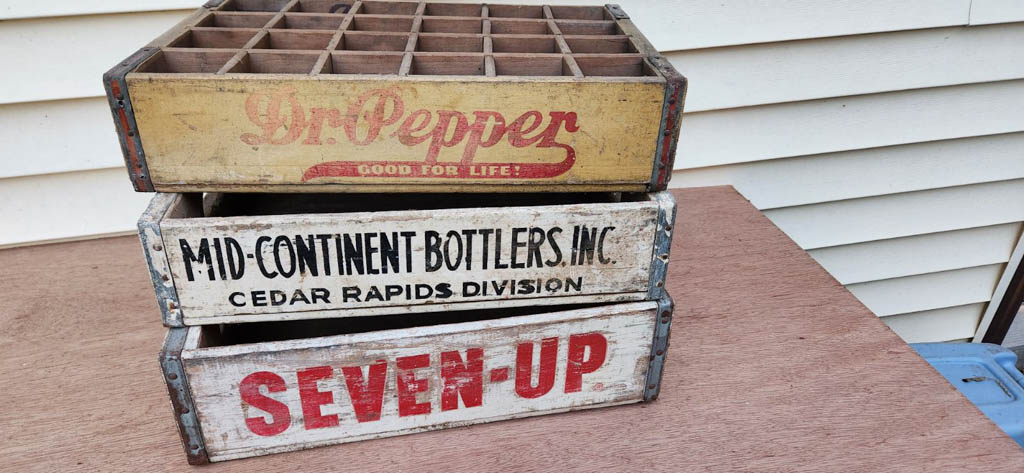 Dr. Pepper
GOOD FOR LIFE!
MID-CONTINENT BOTTLERS, INC.
CEDAR RAPIDS DIVISION
SEVEN-UP